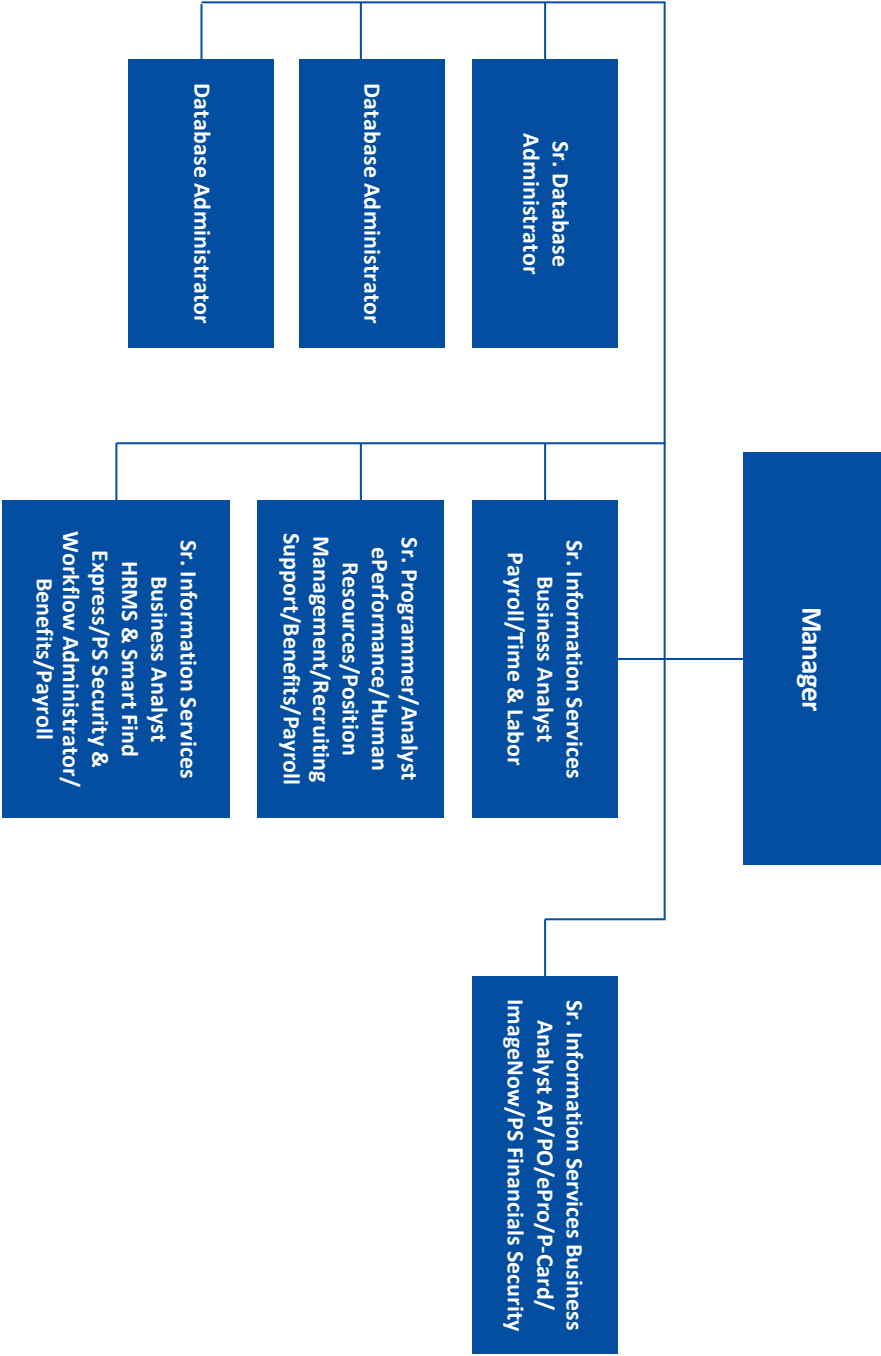 Manager
Sr. Database
Administrator
Database Administrator
Database Administrator
Sr. Information Services
Business Analyst
Payroll/Time & Labor
Sr. Programmer/Analyst
ePerformance/Human
Resources/Position
Management/Recruiting
Support/Benefits/Payroll
Sr. Information Services
Business Analyst
HRMS & Smart Find
Express/PS Security &
Workflow Administrator/
Benefits/Payroll
Sr. Information Services Business
Analyst AP/PO/ePro/P-Card/
ImageNow/PS Financials Security